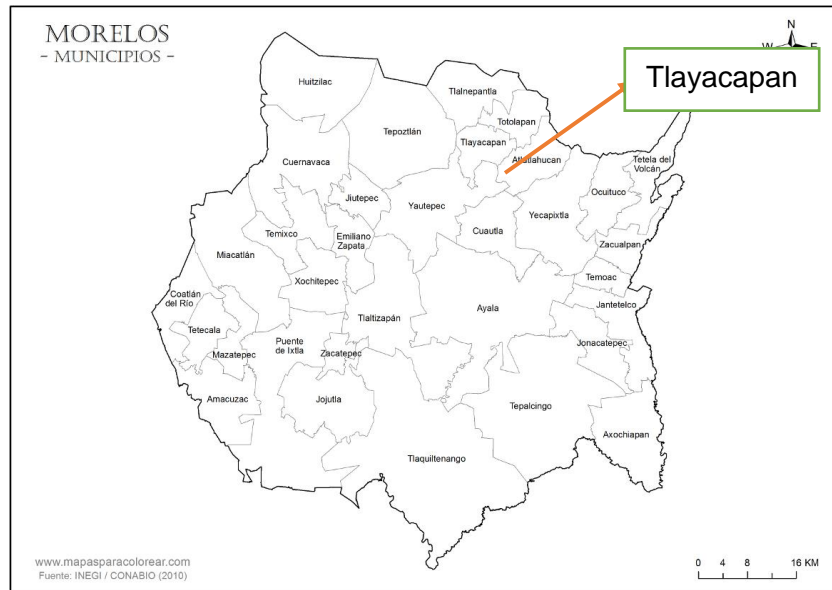 MORELOS
- MUNICIPIOS -
N
W
E
Tlayacapan
Huitzilac
Tlalnepantla
Totolapan
Tepoztlán
Tlayacapan
Atlatlahucan
Cuernavaca
Tetela del
Volcán
Ocuituco
Jiutepec
Yautepec
Yecapixtla
Cuautla
Temixco
Emiliano
Zapata
Zacualpan
Miacatlán
Temoac
Xochitepec
Coatlán
del Río
Jantetelco
Ayala
Tlaltizapán
Tetecala
Puente
de Ixtla
Jonacatepec
Mazatepec
Zacatepec
Amacuzac
Jojutla
Tepalcingo
Axochiapan
Tlaquiltenango
www.mapasparacolorear.com
Fuente: INEGI / CONABIO (2010)
0 4 8 16 KM